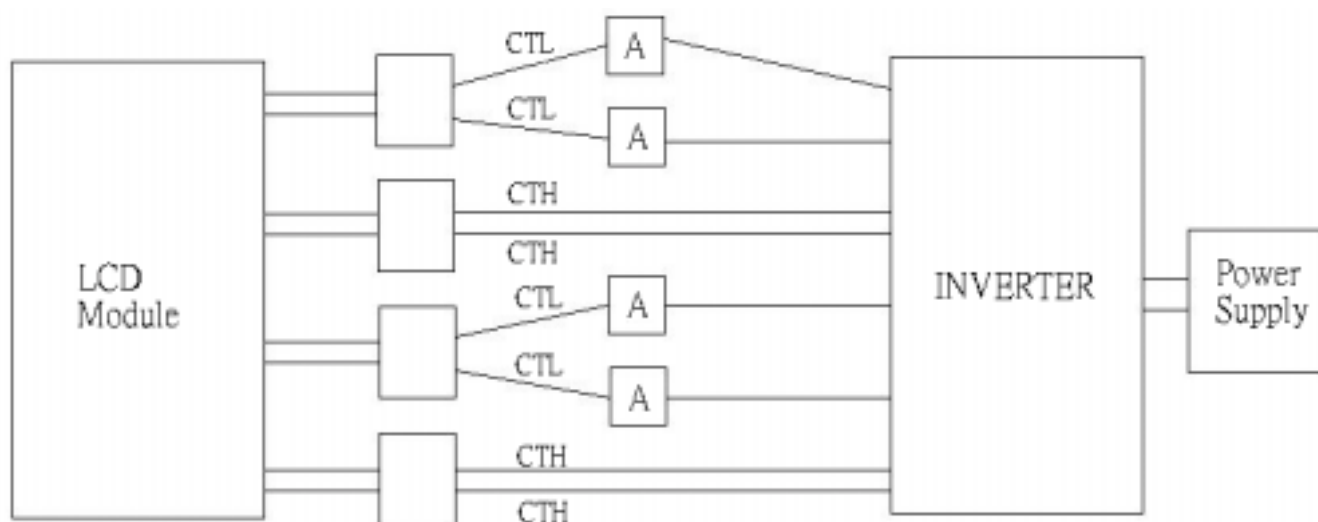 CTL
A
CTL
A
CTH
CTH
LCD
Module
CTL
A
INVERTER
Power
Supply
CTL
A
CTH
CTH